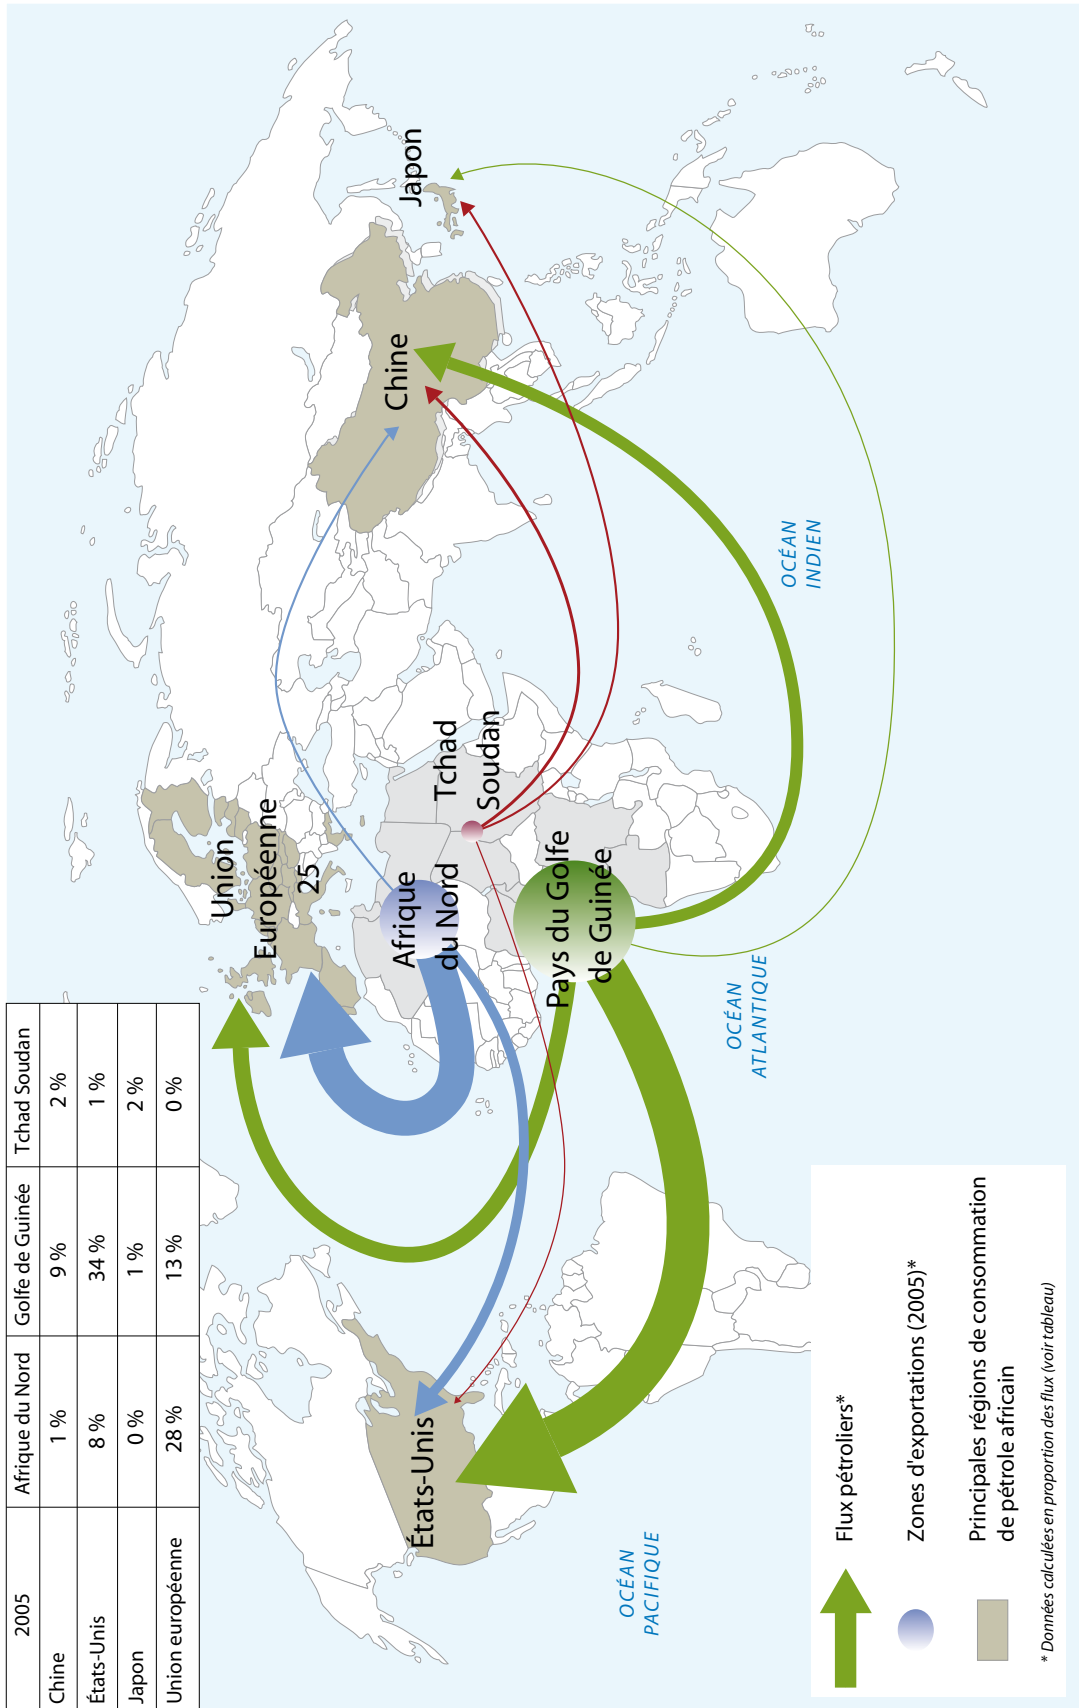 2005 Afrique du Nord Golfe de Guinée Tchad Soudan
Chine 1 % 9 % 2 %
États-Unis 8 % 34 % 1 %
Japon 0 % 1 % 2 %
Union européenne 28 % 13 % 0 %
Union
Européenne
25
Japon
Chine
États-Unis
Afrique
du Nord
Tchad
Soudan
Pays du Golfe
de Guinée
OCÉAN
PACIFIQUE
OCÉAN
ATLANTIQUE
OCÉAN
INDIEN
Flux pétroliers*
Zones d'exportations (2005)*
Principales régions de consommation
de pétrole africain
* Données calculées en proportion des flux (voir tableau)